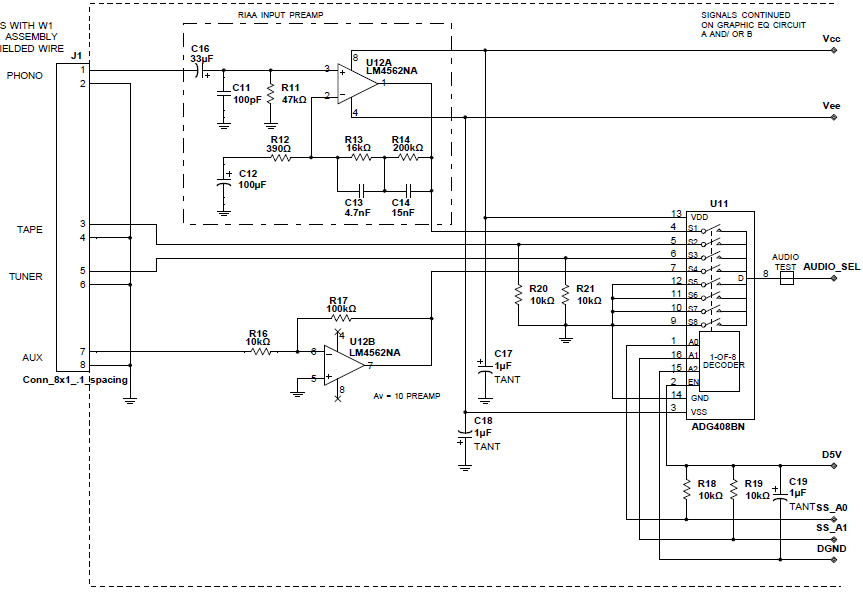 RIAA INPUT PREAMP
SIGNALS CONTINUED
ON GRAPHIC EQ CIRCUIT
A AND/ OR B
S WITH W1
ASSEMBLY
IELDED WIRE
J1
PHONO
1
2
TAPE
3
4
TUNER
5
6
AUX
7
8
Conn_8x1_.1_spacing
C16
33µF
+
C11
100pF
R11
47kΩ
3
+
2
−
8
4
1
U12A
LM4562NA
Vcc
Vee
R12
390Ω
C12
+
100µF
R13
16kΩ
R14
200kΩ
C13
4.7nF
C14
15nF
R16
10kΩ
R17
100kΩ
U12B
LM4562NA
6
−
5
+
4
8
7
Av = 10 PREAMP
R20
10kΩ
R21
10kΩ
C17
+
1µF
TANT
C18
1µF
+
TANT
U11
13 VDD
4 S1
5 S2
6 S3
7 S4
12 S5
11 S6
10 S7
9 S8
1 A0
16 A1
15 A2
2 EN
14 GND
3 VSS
1-OF-8
DECODER
D
8
ADG408BN
AUDIO
TEST
AUDIO_SEL
D5V
R18
10kΩ
R19
10kΩ
C19
+
1µF
TANT
SS_A0
SS_A1
DGND